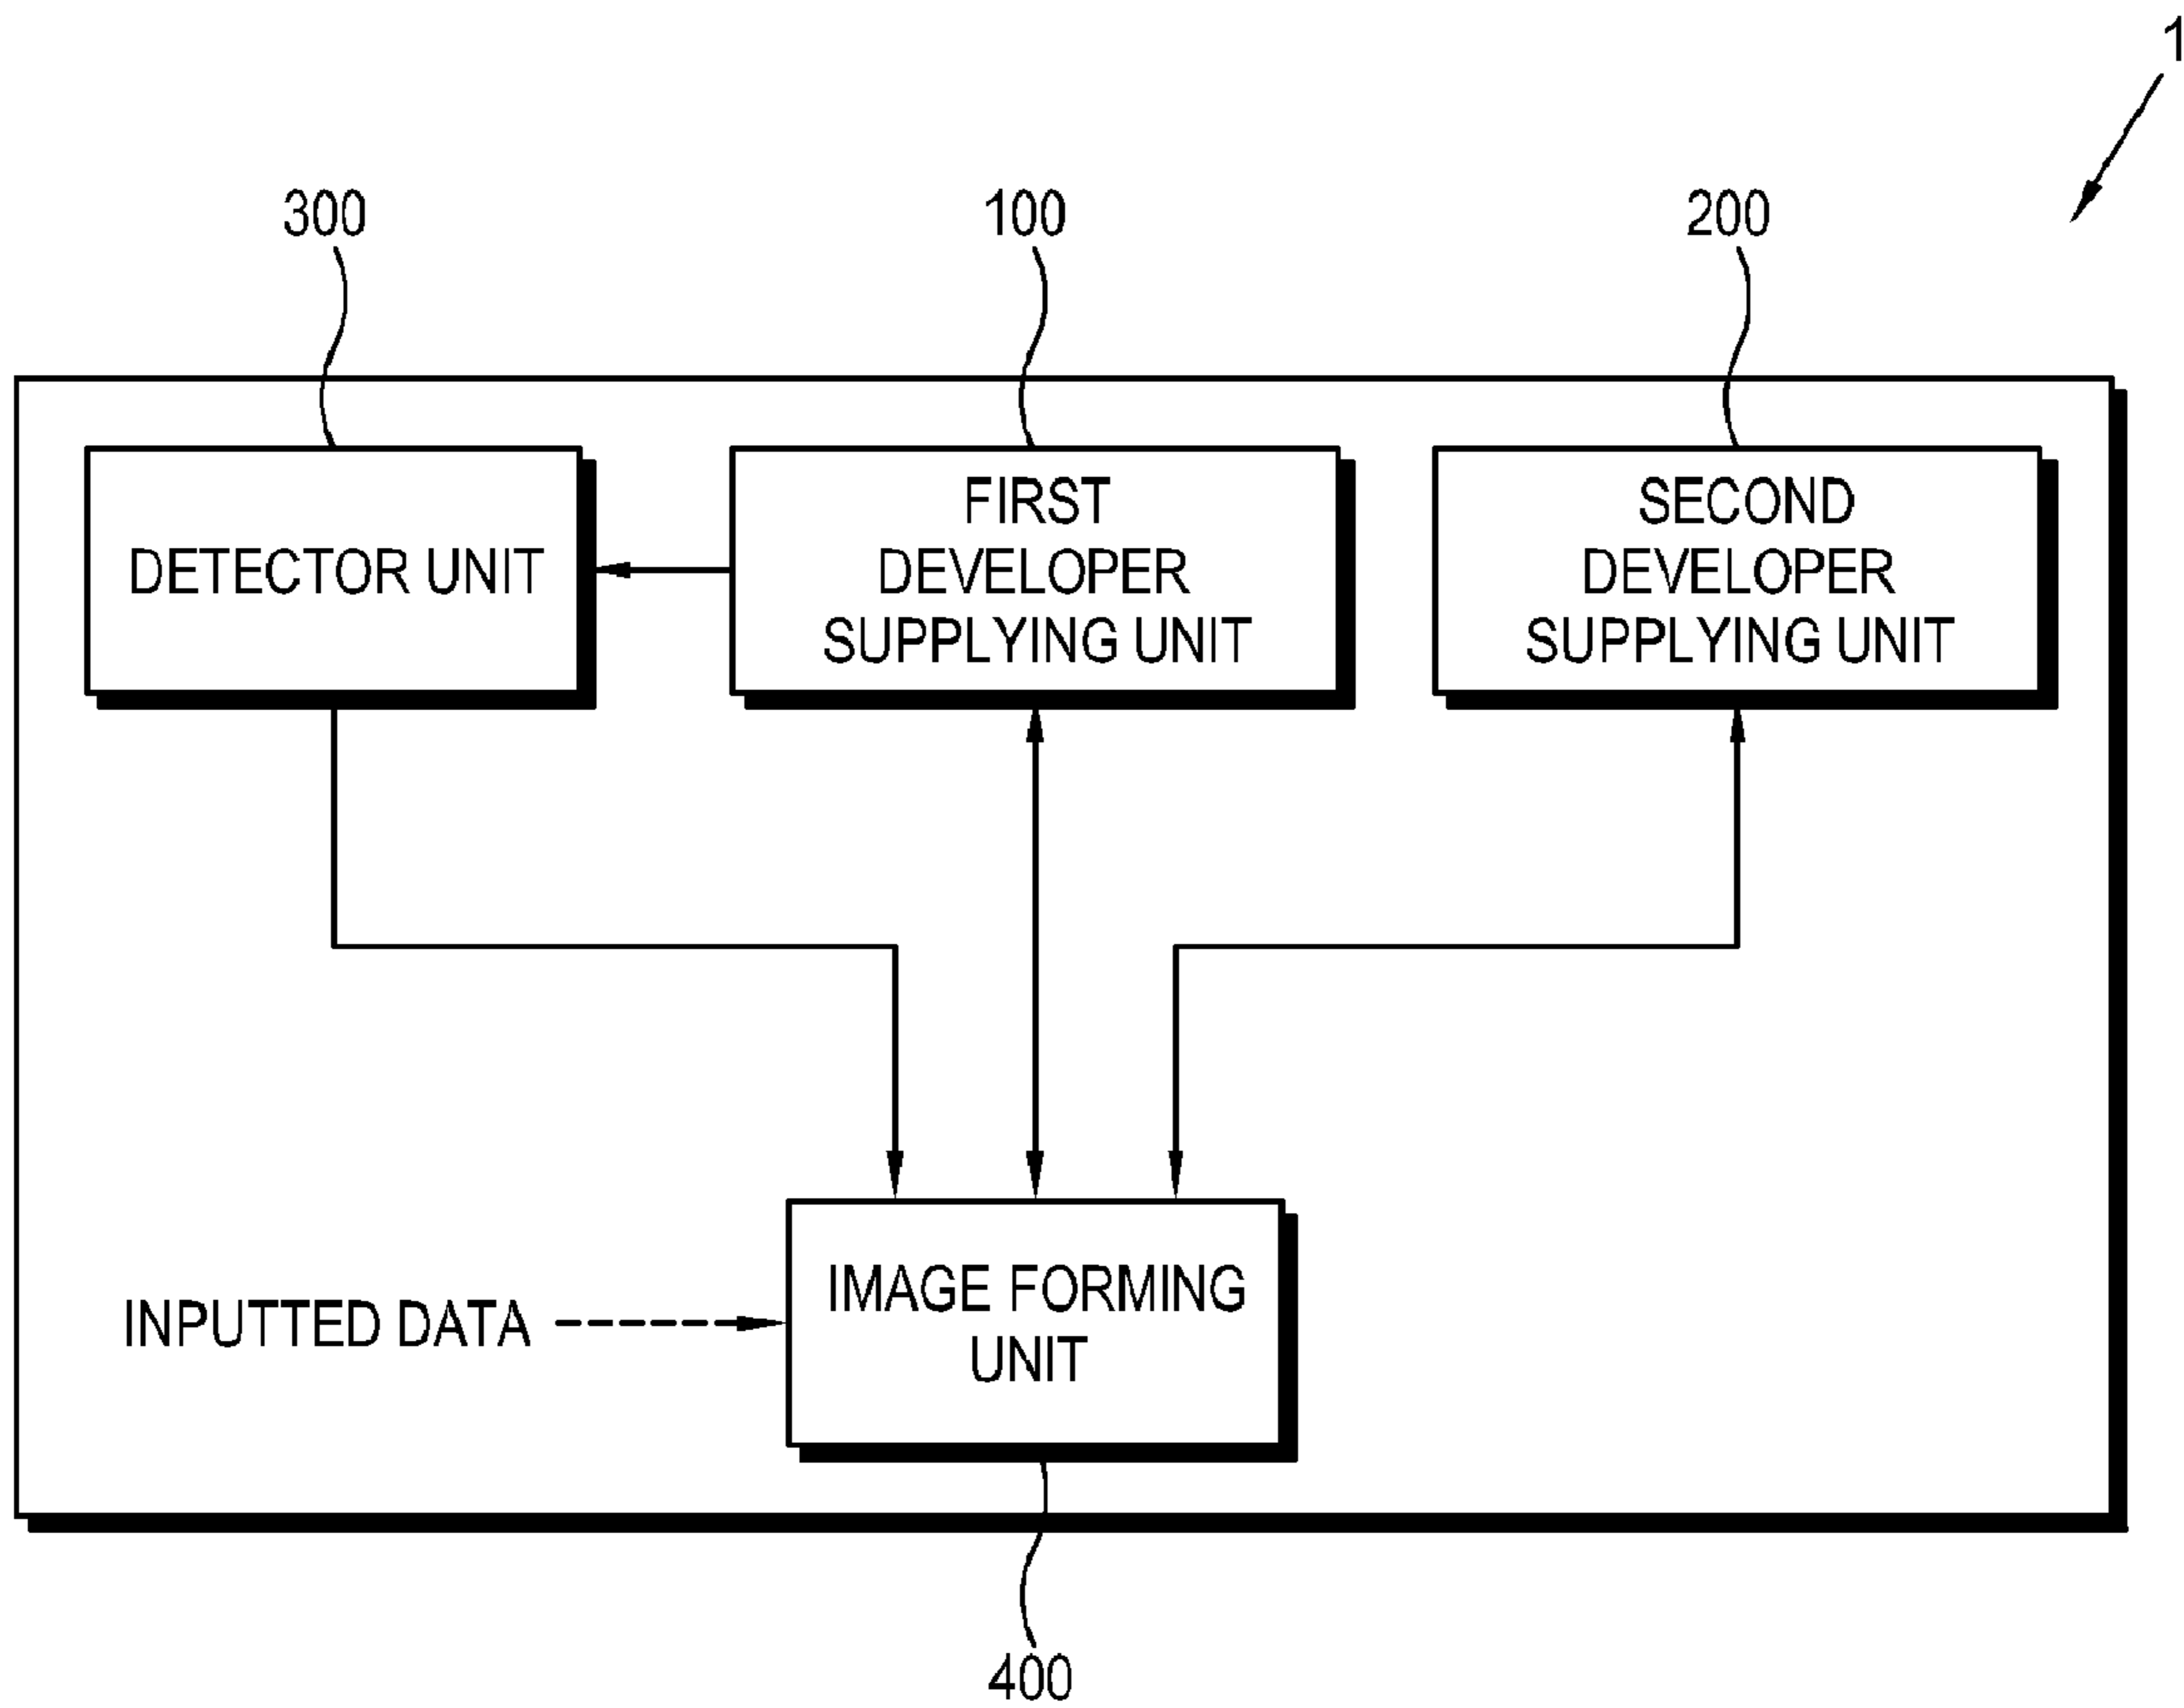 1
300
100
200
DETECTOR UNIT
FIRST
DEVELOPER
SUPPLYING UNIT
SECOND
DEVELOPER
SUPPLYING UNIT
IMAGE FORMING
UNIT
INPUTTED DATA
400